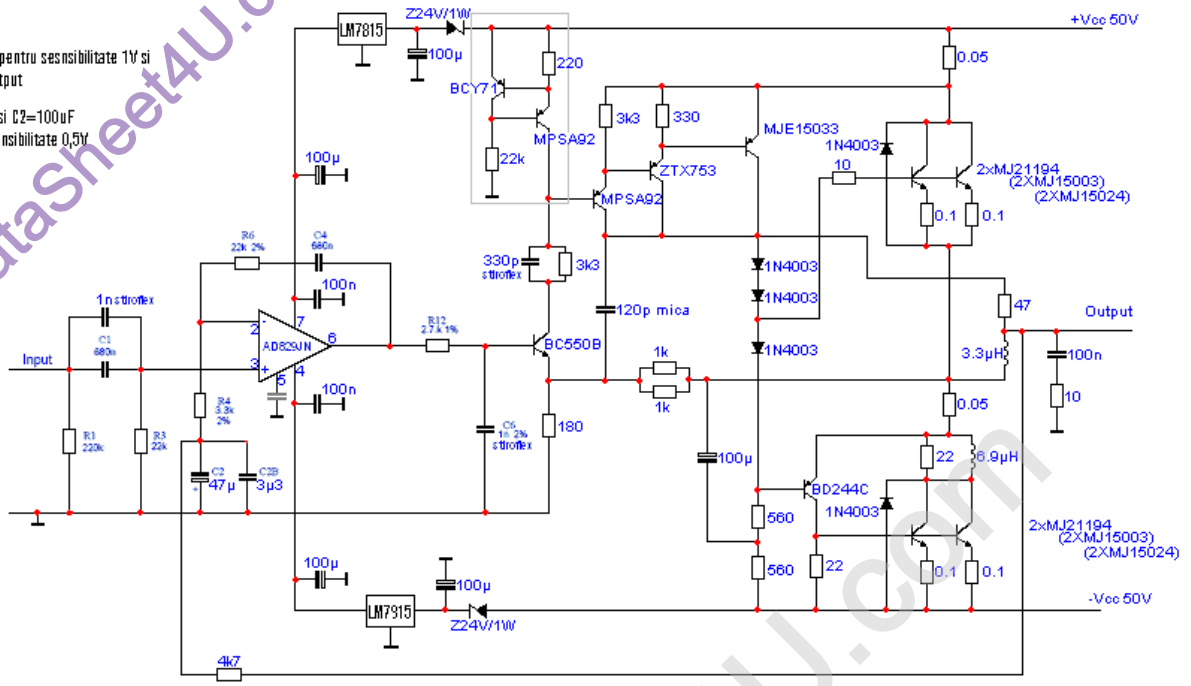 pentru sesnsibilitate 1V si
tput
si C2=100uF
nsibilitate 0,5V
ataSheet4U.c
LM7815
Z24V/1W
100µ
+Vcc 50V
0.05
BCY71
220
MPSA92
22k
3k3
330
ZTX753
MJE15033
MPSA92
1N4003
10
2xMJ21194
(2XMJ15003)
(2XMJ15024)
0.1
0.1
100µ
R6
22k 2%
C4
680n
100n
1n stiroflex
C1
680n
Input
2
-
3
+
7
6
4
5
AD829JN
R12
2.7k 1%
330p
stiroflex
3k3
BC550B
120p mica
1N4003
1N4003
1N4003
47
Output
3.3µH
100n
10
1k
1k
100n
R4
3.3k
2%
R1
220k
R3
22k
C2
47µ
+
C2B
3µ3
C6
1n 2%
stiroflex
180
0.05
100µ
22
6.9µH
BD244C
1N4003
560
560
22
2xMJ21194
(2XMJ15003)
(2XMJ15024)
0.1
0.1
100µ
LM7915
100µ
Z24V/1W
-Vcc 50V
4k7
U.com